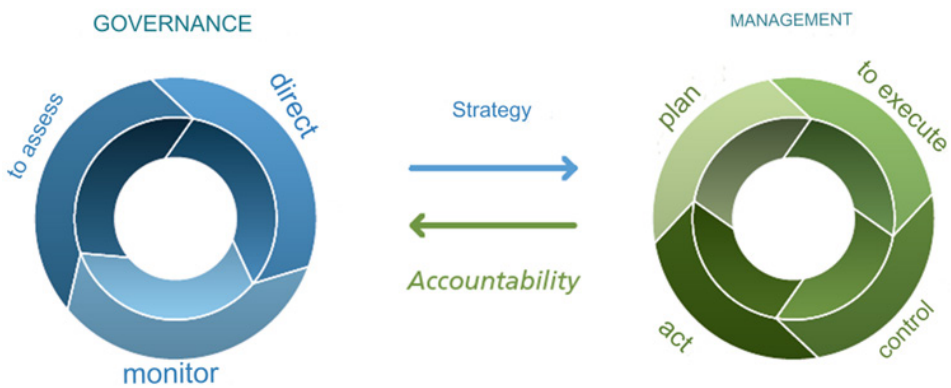 GOVERNANCE
to assess
direct
monitor
Strategy
Accountability
MANAGEMENT
plan
to execute
control
act